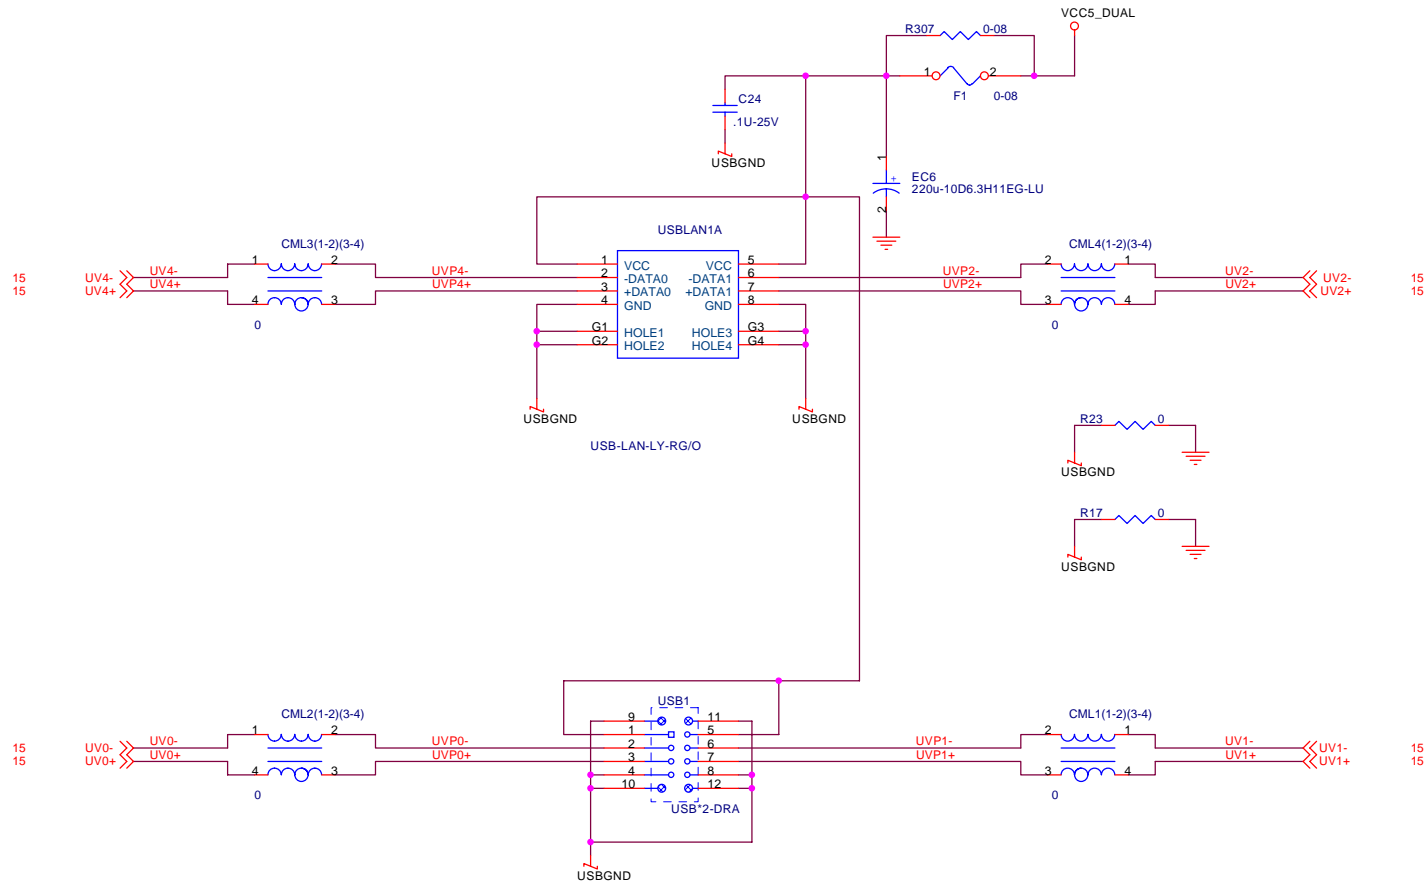 VCC5_DUAL
R307 0-08
1 2
F1 0-08
C24
.1U-25V
USBGND
1
EC6
220u-10D6.3H11EG-LU
2
USBLAN1A
CML3(1-2)(3-4) CML4(1-2)(3-4)
1 2 1 VCC VCC 5 2 1
15 UV4- UV4- UVP4- 2 -DATA0 -DATA1 6 UVP2- UV2- UV2- 15
15 UV4+ UV4+ UVP4+ 3 +DATA0 +DATA1 7 UVP2+ UV2+ UV2+ 15
4 3 4 GND GND 8 3 4
0 0
G1 HOLE1 HOLE3 G3
G2 HOLE2 HOLE4 G4
USBGND USBGND
USB-LAN-LY-RG/O
R23 0
USBGND
R17 0
USBGND
USB1
CML2(1-2)(3-4) CML1(1-2)(3-4)
9 11
1 2 1 5 2 1
15 UV0- UV0- UVP0- 2 6 UVP1- UV1- UV1- 15
15 UV0+ UV0+ UVP0+ 3 7 UVP1+ UV1+ UV1+ 15
4 3 4 8 3 4
10 12
0 0
USB*2-DRA
USBGND